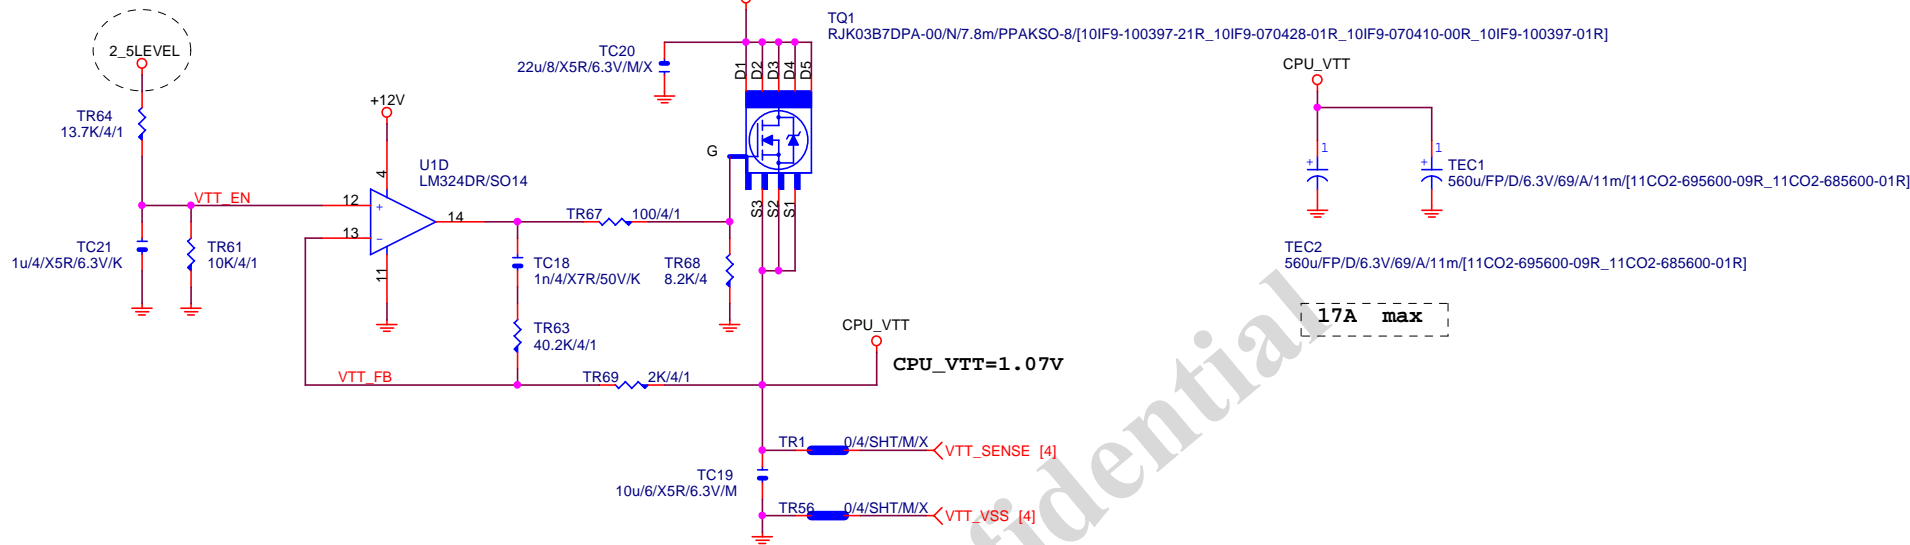 2_5LEVEL
TR64
13.7K/4/1
+12V
4
U1D
LM324DR/SO14
VTT_EN
12
+
13
-
14
11
TC21
1u/4/X5R/6.3V/K
TR61
10K/4/1
TC20
22u/8/X5R/6.3V/M/X
TQ1
RJK03B7DPA-00/N/7.8m/PPAKSO-8/[10IF9-100397-21R_10IF9-070428-01R_10IF9-070410-00R_10IF9-100397-01R]
D1
D2
D3
D4
D5
G
S3
S2
S1
TR67
100/4/1
TC18
1n/4/X7R/50V/K
TR68
8.2K/4
TR63
40.2K/4/1
VTT_FB
TR69
2K/4/1
CPU_VTT
CPU_VTT=1.07V
TR1
0/4/SHT/M/X
VTT_SENSE [4]
TC19
10u/6/X5R/6.3V/M
TR56
0/4/SHT/M/X
VTT_VSS [4]
CPU_VTT
1
+
1
+
TEC1
560u/FP/D/6.3V/69/A/11m/[11CO2-695600-09R_11CO2-685600-01R]
TEC2
560u/FP/D/6.3V/69/A/11m/[11CO2-695600-09R_11CO2-685600-01R]
17A max
fidential